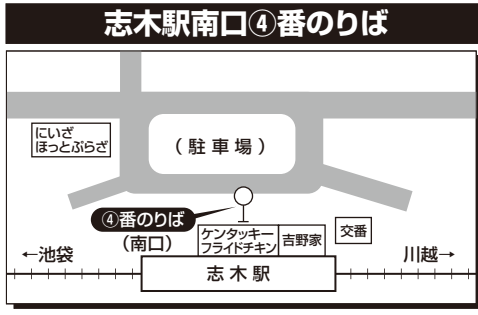 志木駅南口④番のりば
にいざ
ほっとぷらざ
（駐車場）
④番のりば
（南口）
ケンタッキー
フライドチキン
吉野家
交番
←池袋
川越→
志木駅